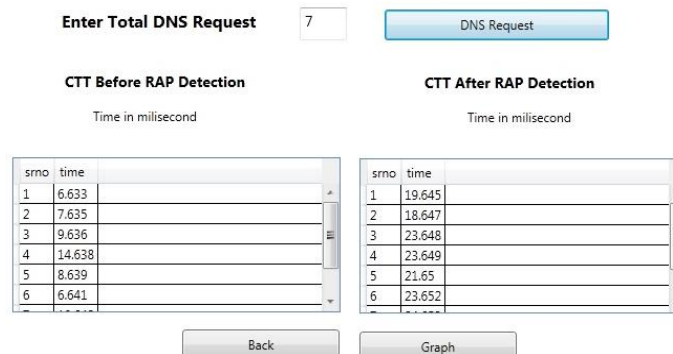 Enter Total DNS Request 7 DNS Request
CTT Before RAP Detection
Time in milisecond
srno time
1 6.633
2 7.635
3 9.636
4 14.638
5 8.639
6 6.641
CTT After RAP Detection
Time in milisecond
srno time
1 19.645
2 18.647
3 23.648
4 23.649
5 21.65
6 23.652
Back Graph